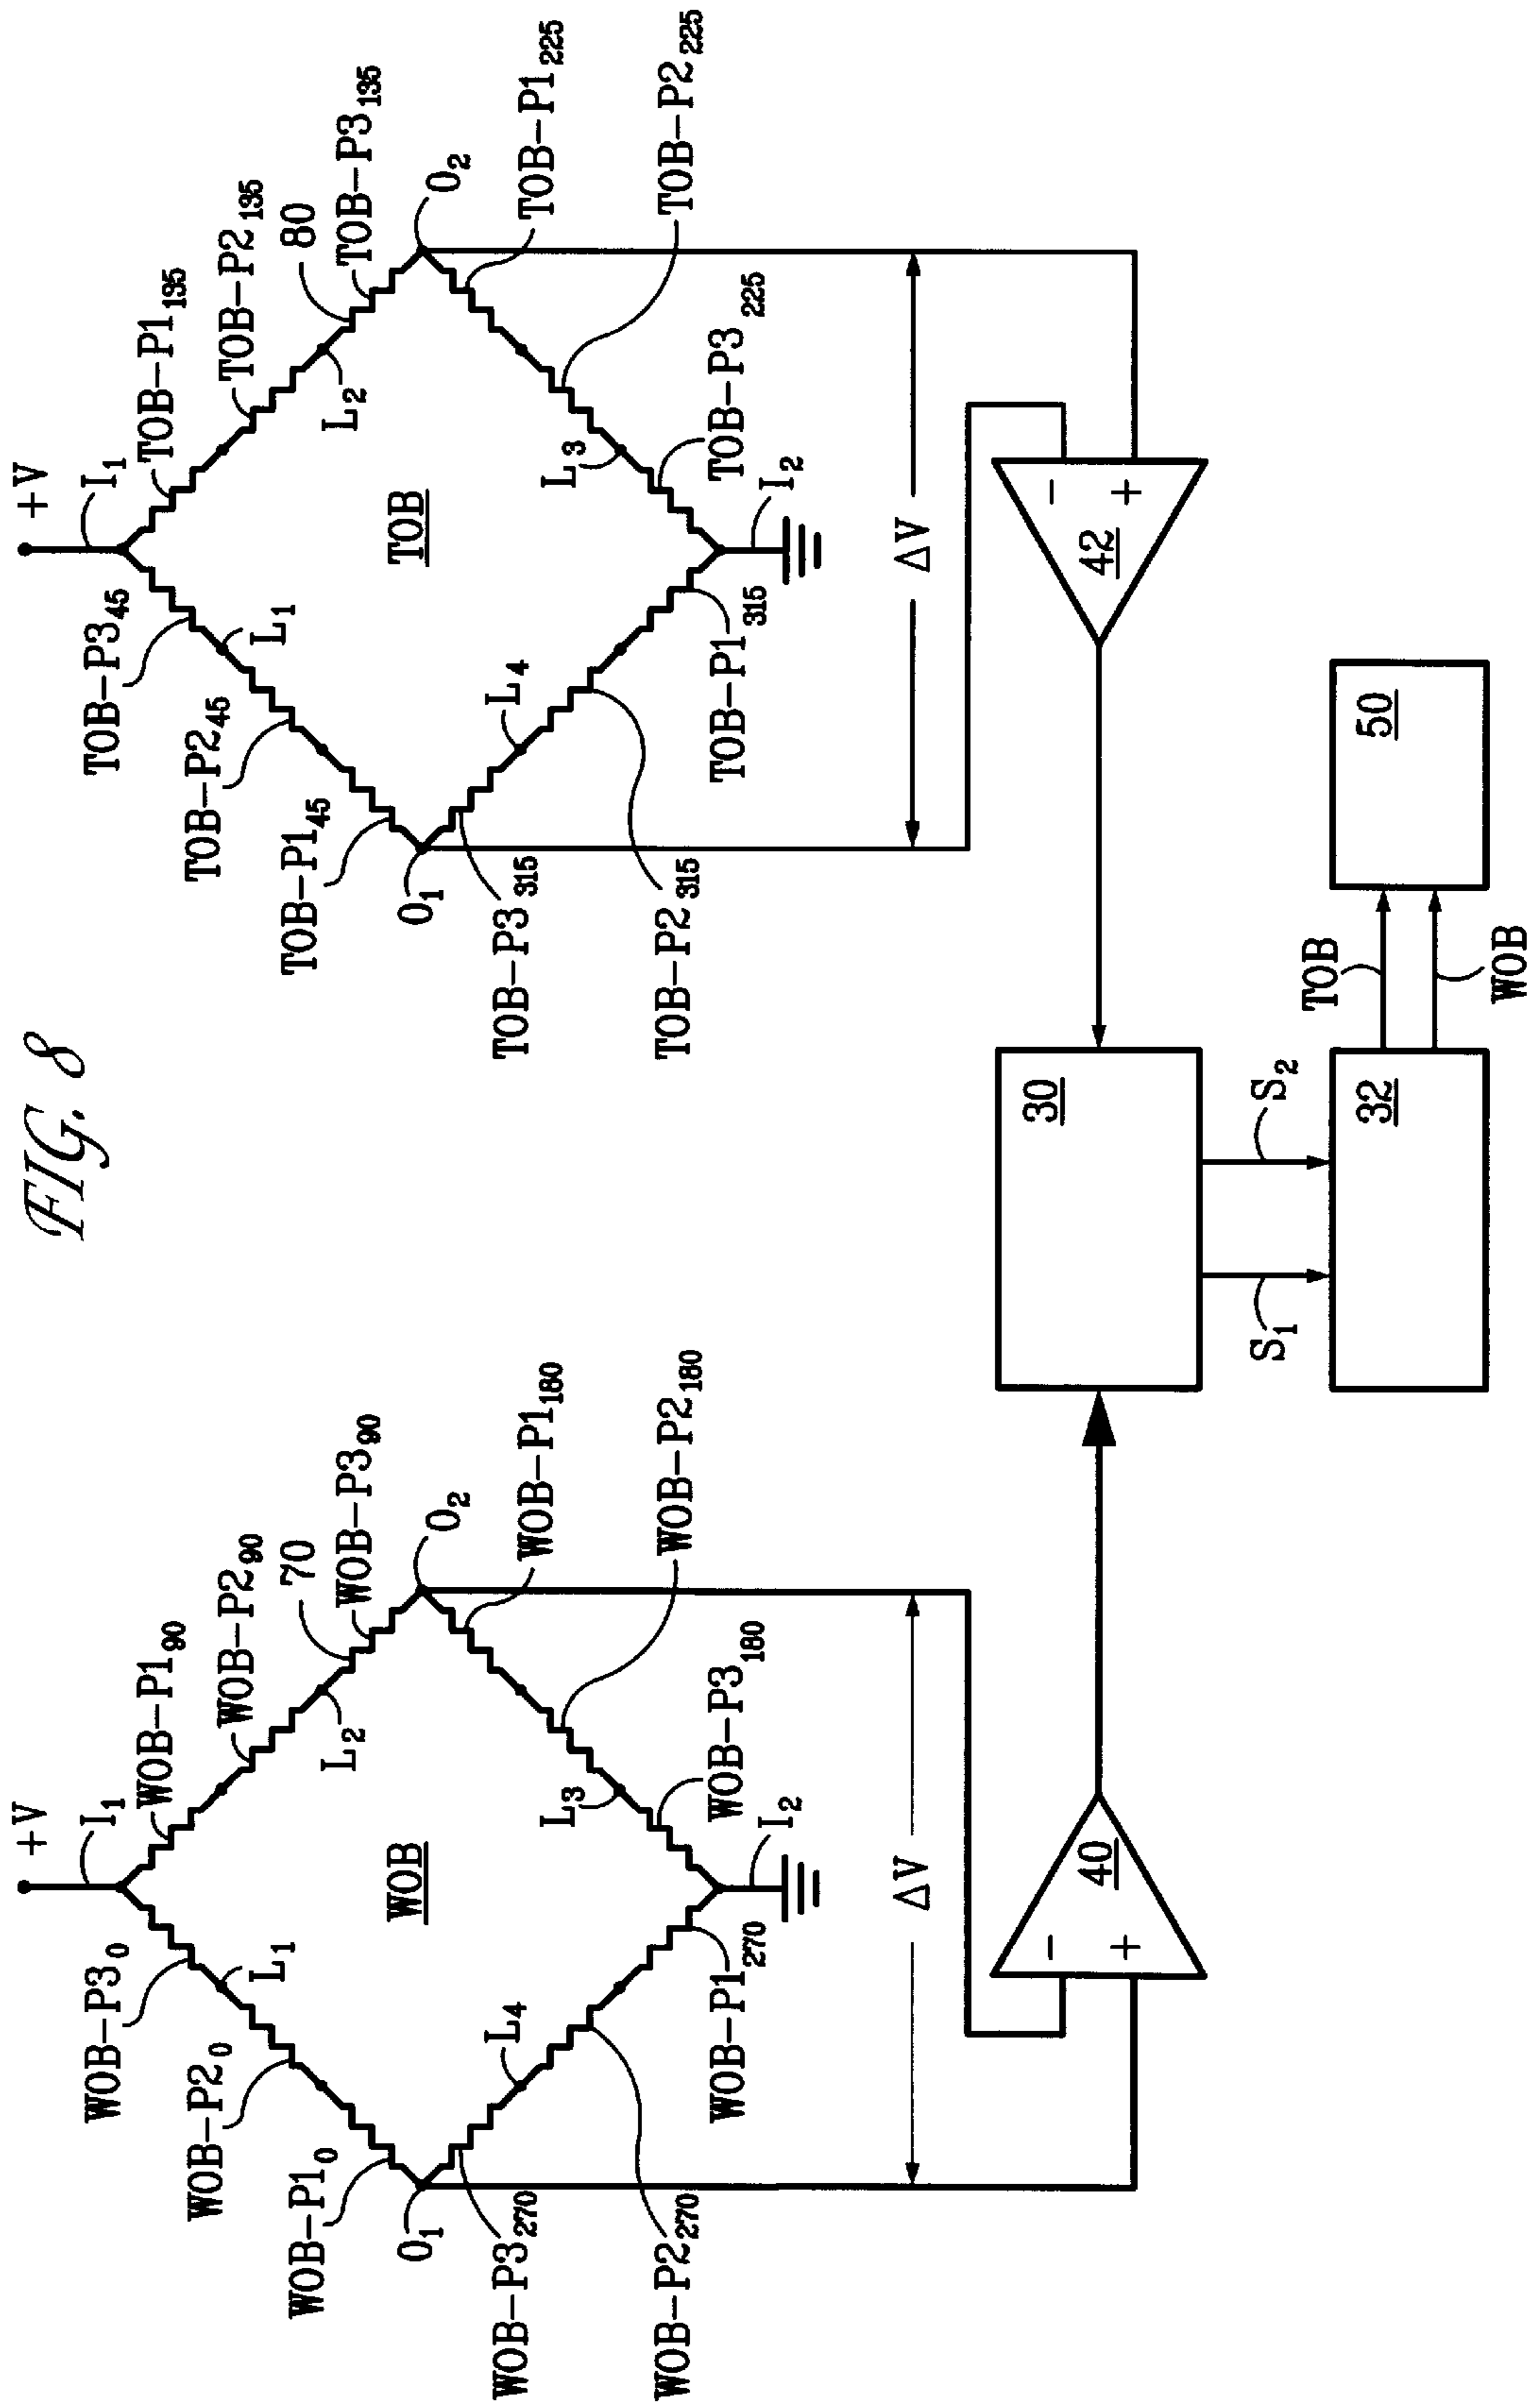 FIG. 8
+V
I1
WOB-P30
WOB-P190
L1
WOB-P20
WOB-P290
70
L2
WOB-P390
WOB-P10
WOB
O1
O2
WOB-P3270
WOB-P1180
L4
L3
WOB-P2270
WOB-P2180
WOB-P1270
WOB-P3180
I2
ΔV
-
+
40
+V
I1
TOB-P345
TOB-P1135
L1
TOB-P245
TOB-P2135
80
L2
TOB-P3135
TOB-P145
TOB
O1
O2
TOB-P3315
TOB-P1225
L4
L3
TOB-P2315
TOB-P2225
TOB-P1315
TOB-P3225
I2
ΔV
-
+
42
30
S1
S2
32
TOB
WOB
50